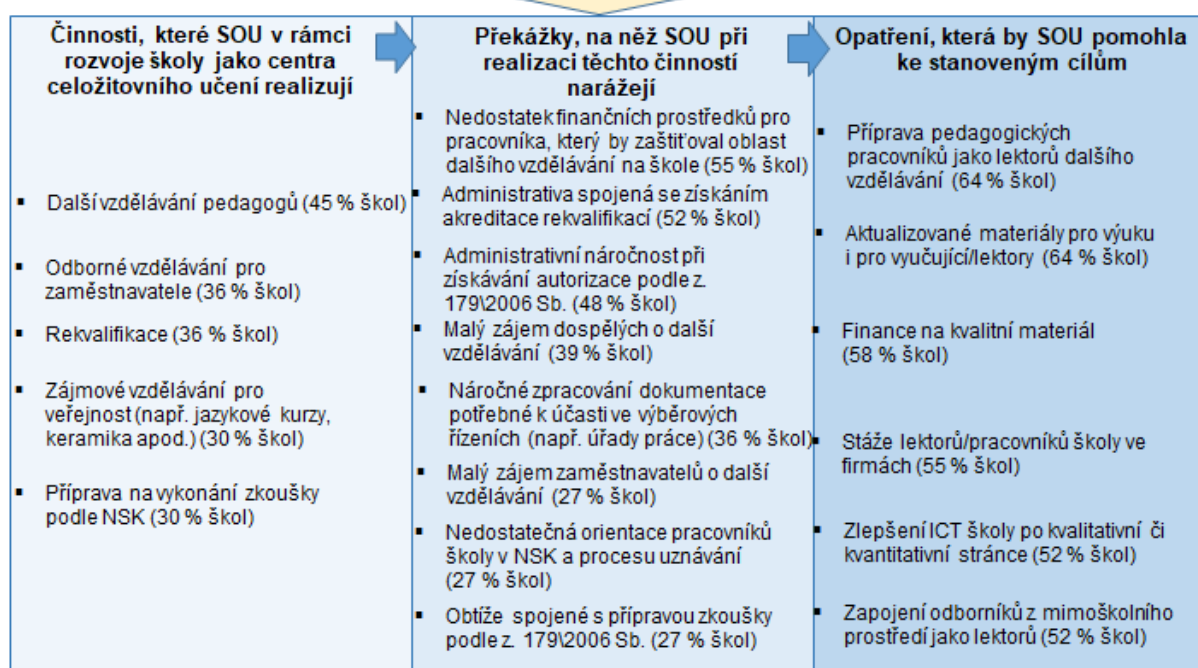 Činnosti, které SOU v rámci
rozvoje školy jako centra
celožitovního učení realizují
▪ Další vzdělávání pedagogů (45 % škol)
▪ Odborné vzdělávání pro
zaměstnavatele (36 % škol)
▪ Rekvalifikace (36 % škol)
▪ Zájmové vzdělávání pro
veřejnost (např. jazykové kurzy,
keramika apod.) (30 % škol)
▪ Příprava na vykonání zkoušky
podle NSK (30 % škol)
Překážky, na něž SOU při
realizaci těchto činností
narážejí
▪ Nedostatek finančních prostředků pro
pracovníka, který by zaštiťoval oblast
dalšího vzdělávání na škole (55 % škol)
▪ Administrativa spojená se získáním
akreditace rekvalifikací (52 % škol)
▪ Administrativní náročnost při
získávání autorizace podle z.
179\2006 Sb. (48 % škol)
▪ Malý zájem dospělých o další
vzdělávání (39 % škol)
▪ Náročné zpracování dokumentace
potřebné k účasti ve výběrových
řízeních (např. úřady práce) (36 % škol)
▪ Malý zájem zaměstnavatelů o další
vzdělávání (27 % škol)
▪ Nedostatečná orientace pracovníků
školy v NSK a procesu uznávání
(27 % škol)
▪ Obtíže spojené s přípravou zkoušky
podle z. 179\2006 Sb. (27 % škol)
Opatření, která by SOU pomohla
ke stanoveným cílům
▪ Příprava pedagogických
pracovníků jako lektorů dalšího
vzdělávání (64 % škol)
▪ Aktualizované materiály pro výuku
i pro vyučující/lektory (64 % škol)
▪ Finance na kvalitní materiál
(58 % škol)
▪ Stáže lektorů/pracovníků školy ve
firmách (55 % škol)
▪ Zlepšení ICT školy po kvalitativní či
kvantitativní stránce (52 % škol)
▪ Zapojení odborníků z mimoškolního
prostředí jako lektorů (52 % škol)